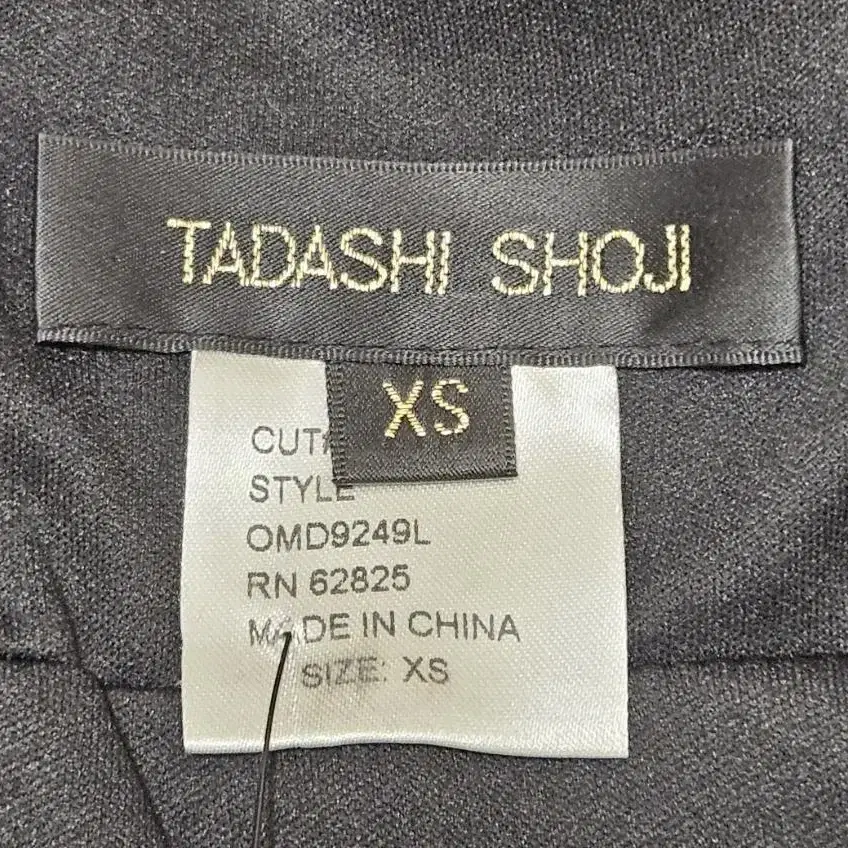 TADASHI SHOJI
XS
CUT#
STYLE
OMD9249L
RN 62825
MADE IN CHINA
SIZE: XS